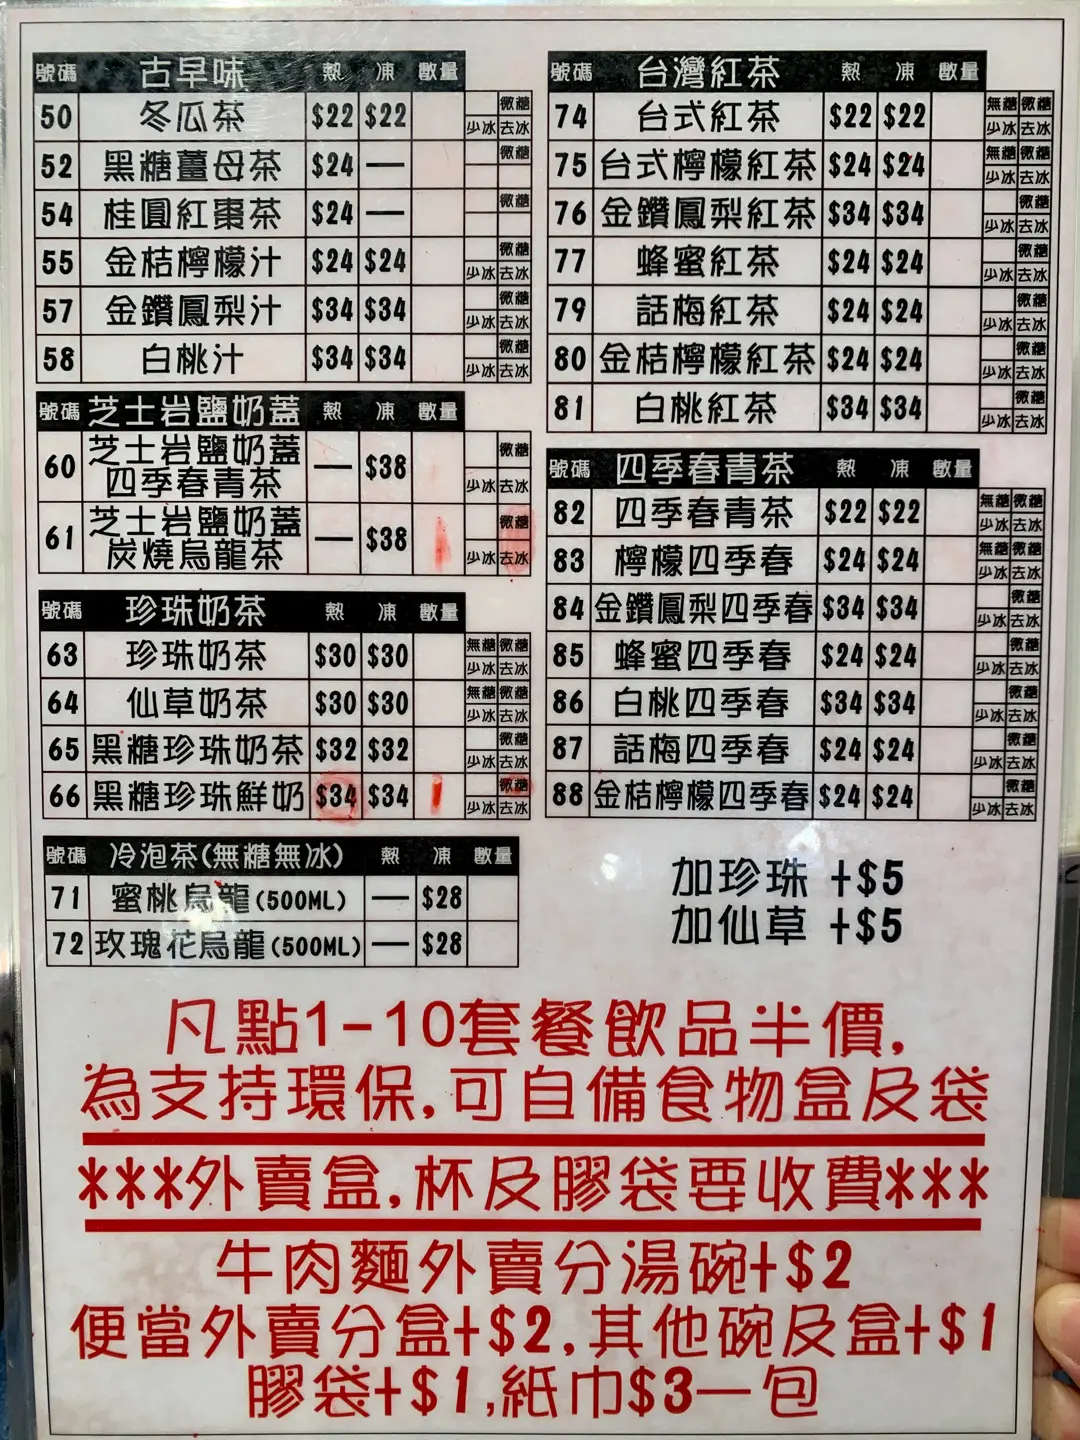 號碼 古早味 熱 凍 數量
50 冬瓜茶 $22 $22 微糖 少冰 去冰
52 黑糖薑母茶 $24 — 微糖
54 桂圓紅棗茶 $24 — 微糖
55 金桔檸檬汁 $24 $24 微糖 少冰 去冰
57 金鑽鳳梨汁 $34 $34 微糖 少冰 去冰
58 白桃汁 $34 $34 微糖 少冰 去冰
號碼 芝士岩鹽奶蓋 熱 凍 數量
60 芝士岩鹽奶蓋 四季春青茶 — $38 微糖 少冰 去冰
61 芝士岩鹽奶蓋 炭燒烏龍茶 — $38 微糖 少冰 去冰
號碼 珍珠奶茶 熱 凍 數量
63 珍珠奶茶 $30 $30 無糖 微糖 少冰 去冰
64 仙草奶茶 $30 $30 無糖 微糖 少冰 去冰
65 黑糖珍珠奶茶 $32 $32 微糖 少冰 去冰
66 黑糖珍珠鮮奶 $34 $34 微糖 少冰 去冰
號碼 冷泡茶(無糖無冰) 熱 凍 數量
71 蜜桃烏龍(500ML) — $28
72 玫瑰花烏龍(500ML) — $28
號碼 台灣紅茶 熱 凍 數量
74 台式紅茶 $22 $22 無糖 微糖 少冰 去冰
75 台式檸檬紅茶 $24 $24 無糖 微糖 少冰 去冰
76 金鑽鳳梨紅茶 $34 $34 微糖 少冰 去冰
77 蜂蜜紅茶 $24 $24 微糖 少冰 去冰
79 話梅紅茶 $24 $24 微糖 少冰 去冰
80 金桔檸檬紅茶 $24 $24 微糖 少冰 去冰
81 白桃紅茶 $34 $34 微糖 少冰 去冰
號碼 四季春青茶 熱 凍 數量
82 四季春青茶 $22 $22 無糖 微糖 少冰 去冰
83 檸檬四季春 $24 $24 無糖 微糖 少冰 去冰
84 金鑽鳳梨四季春 $34 $34 微糖 少冰 去冰
85 蜂蜜四季春 $24 $24 微糖 少冰 去冰
86 白桃四季春 $34 $34 微糖 少冰 去冰
87 話梅四季春 $24 $24 微糖 少冰 去冰
88 金桔檸檬四季春 $24 $24 微糖 少冰 去冰
加珍珠 +$5
加仙草 +$5
凡點1-10套餐飲品半價,
為支持環保,可自備食物盒及袋
***外賣盒,杯及膠袋要收費***
牛肉麵外賣分湯碗+$2
便當外賣分盒+$2,其他碗及盒+$1
膠袋+$1,紙巾$3一包